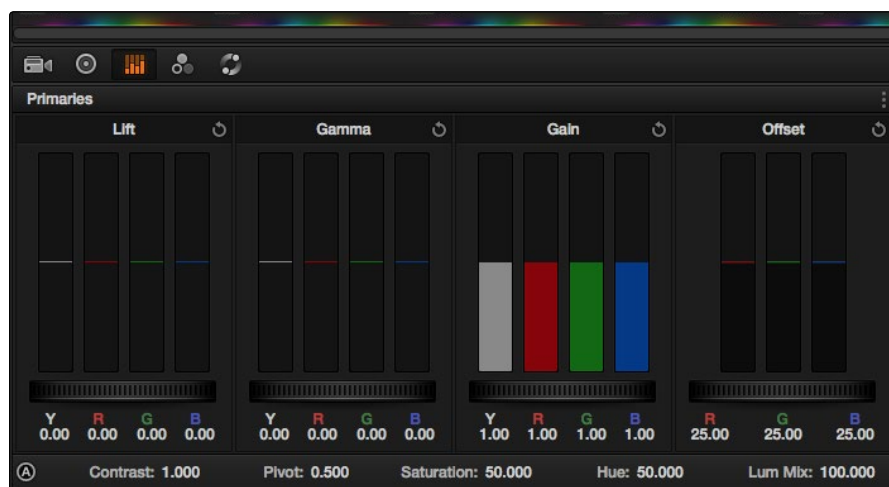 Primaries
Lift Gamma Gain Offset
Y R G B Y R G B Y R G B R G B
0.00 0.00 0.00 0.00 0.00 0.00 0.00 0.00 1.00 1.00 1.00 1.00 25.00 25.00 25.00
A Contrast: 1.000 Pivot: 0.500 Saturation: 50.000 Hue: 50.000 Lum Mix: 100.000